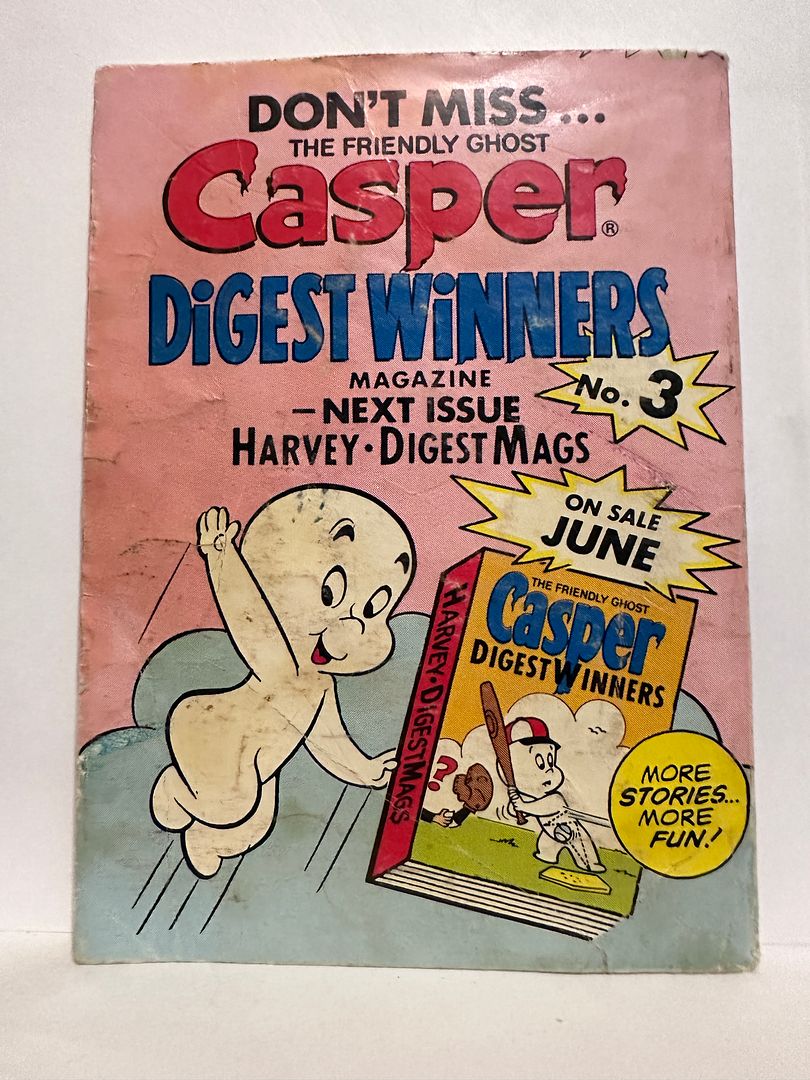 DON'T MISS...
THE FRIENDLY GHOST
Casper®
DiGEST WiNNERS
MAGAZINE
No. 3
—NEXT ISSUE
HARVEY·DIGEST MAGS
ON SALE
JUNE
THE FRIENDLY GHOST
Casper
DIGEST WINNERS
HARVEY·DIGEST MAGS
?
MORE
STORIES...
MORE
FUN!